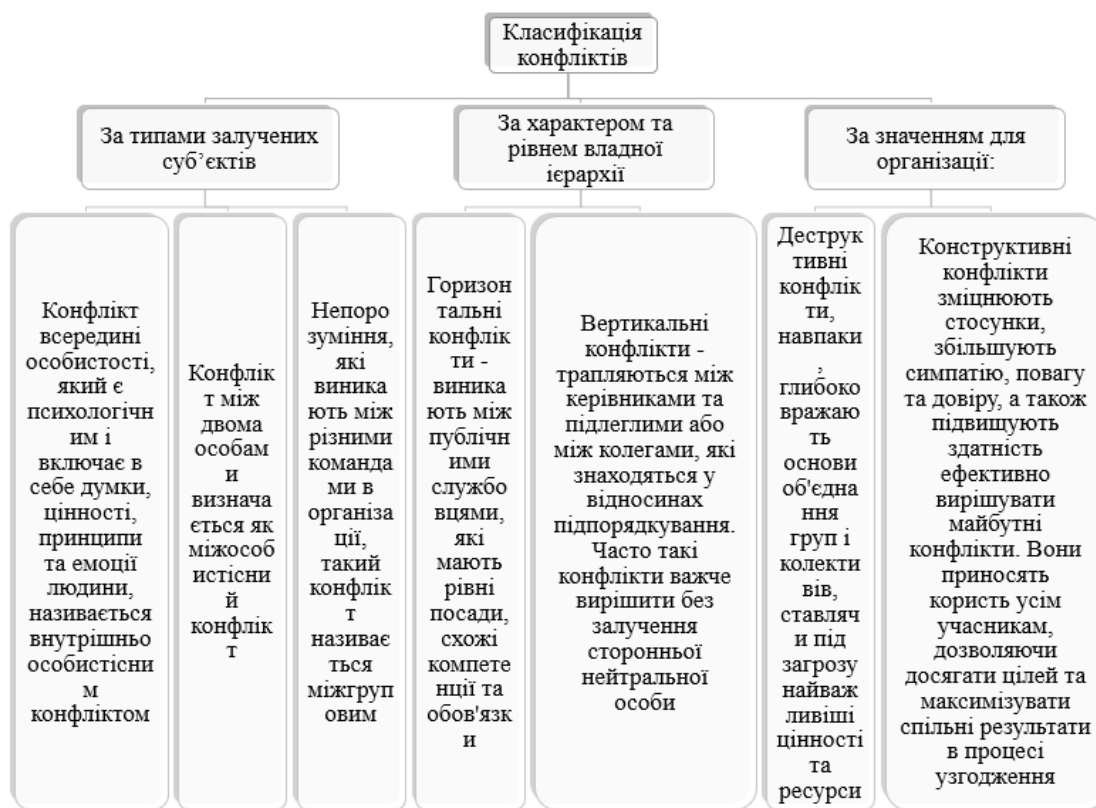 Класифікація
конфліктів
За типами залучених
суб’єктів
За характером та
рівнем владної
ієрархії
За значенням для
організації:
Конфлікт
всередині
особистості,
який є
психологічн
им і
включає в
себе думки,
цінності,
принципи
та емоції
людини,
називається
внутрішньо
особистісни
м
конфліктом
Конфлік
т між
двома
особам
и
визнача
ється як
міжособ
истісни
й
конфлік
т
Непоро
зуміння,
які
виника
ють між
різними
команда
ми в
організа
ції,
такий
конфлік
т
називає
ться
міжгруп
овим
Горизон
тальні
конфлік
ти -
виника
ють між
публічн
ими
службо
вцями,
які
мають
рівні
посади,
схожі
компете
нції та
обов'язк
и
Вертикальні
конфлікти -
трапляються між
керівниками та
підлеглими або
між колегами, які
знаходяться у
відносинах
підпорядкування.
Часто такі
конфлікти важче
вирішити без
залучення
сторонньої
нейтральної
особи
Деструк
тивні
конфлік
ти,
навпаки
,
глибоко
вражаю
ть
основи
об'єдна
ння
груп і
колекти
вів,
ставляч
и під
загрозу
найваж
ливіші
цінності
та
ресурси
Конструктивні
конфлікти
зміцнюють
стосунки,
збільшують
симпатію, повагу
та довіру, а також
підвищують
здатність
ефективно
вирішувати
майбутні
конфлікти. Вони
приносять
користь усім
учасникам,
дозволяючи
досягати цілей та
максимізувати
спільні результати
в процесі
узгодження